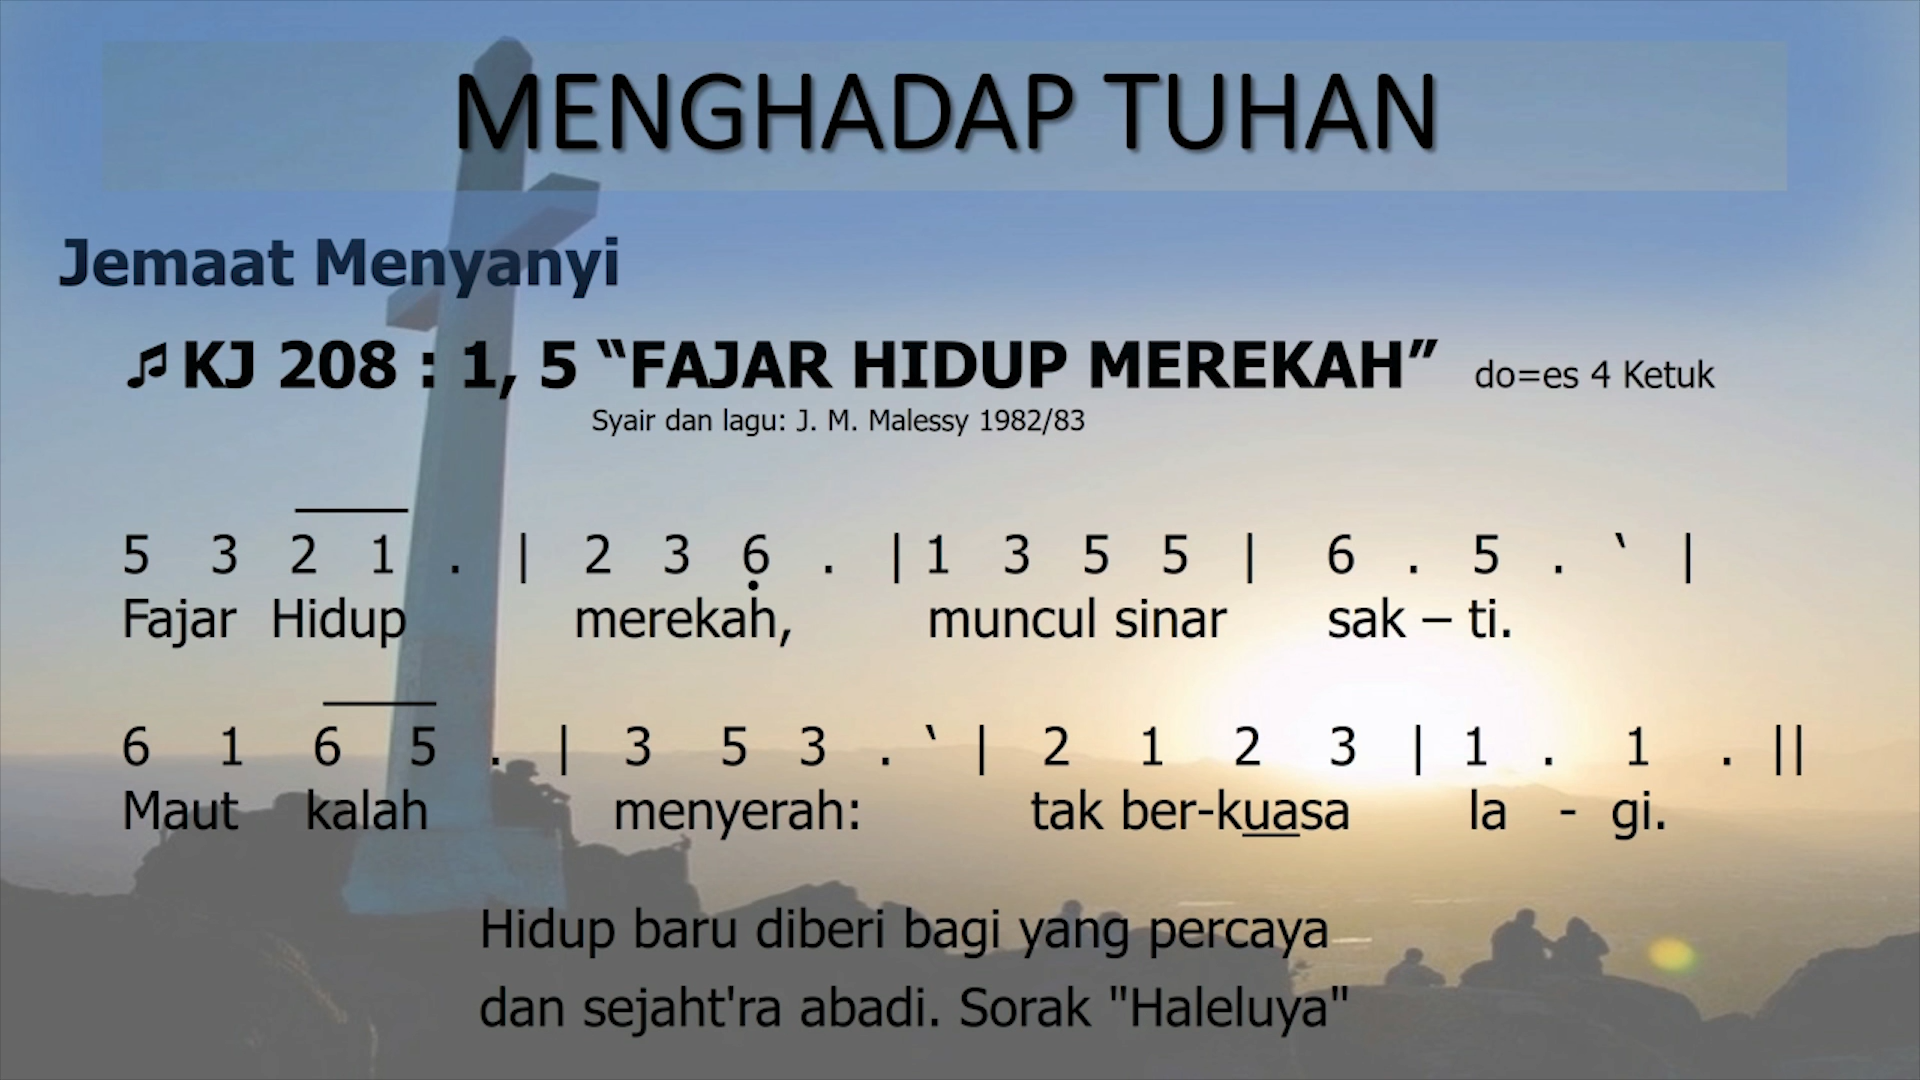 MENGHADAP TUHAN
Jemaat Menyanyi
♫ KJ 208 : 1, 5 “FAJAR HIDUP MEREKAH” do=es 4 Ketuk
Syair dan lagu: J. M. Malessy 1982/83
5 3 2 1 . | 2 3 6̣ . | 1 3 5 5 | 6 . 5 . ‵ |
Fajar Hidup merekah, muncul sinar sak – ti.
6 1 6 5 . | 3 5 3 . ‵ | 2 1 2 3 | 1 . 1 . ||
Maut kalah menyerah: tak ber-kuasa la - gi.
Hidup baru diberi bagi yang percaya
dan sejaht'ra abadi. Sorak "Haleluya"